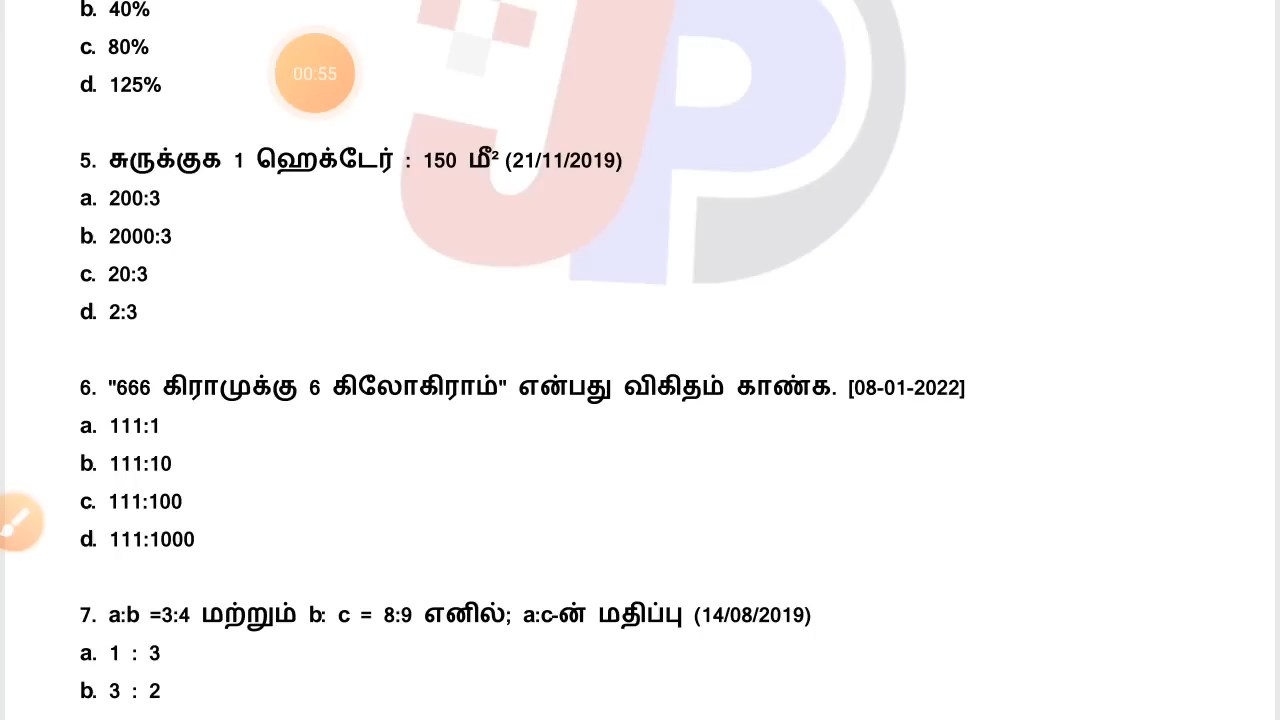 b. 40%
c. 80%
d. 125%
00:55
5. சுருக்குக 1 ஹெக்டேர் : 150 மீ² (21/11/2019)
a. 200:3
b. 2000:3
c. 20:3
d. 2:3
6. "666 கிராமுக்கு 6 கிலோகிராம்" என்பது விகிதம் காண்க. [08-01-2022]
a. 111:1
b. 111:10
c. 111:100
d. 111:1000
7. a:b =3:4 மற்றும் b: c = 8:9 எனில்; a:c-ன் மதிப்பு (14/08/2019)
a. 1 : 3
b. 3 : 2